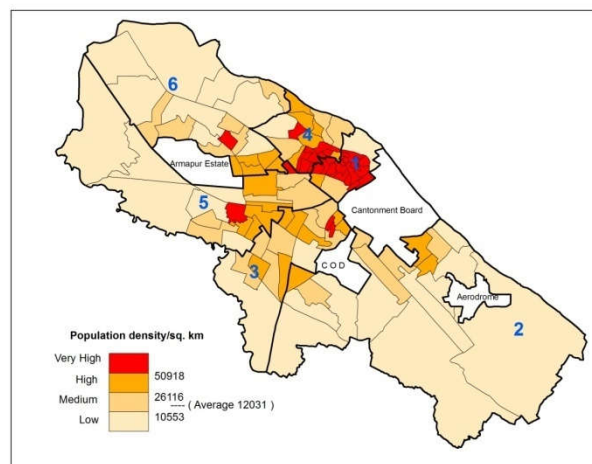 6
4
1
Armapur Estate
5
Cantonment Board
3
C O D
Aerodrome
2
Population density/sq. km
Very High
50918
High
26116
Medium
---- ( Average 12031)
10553
Low